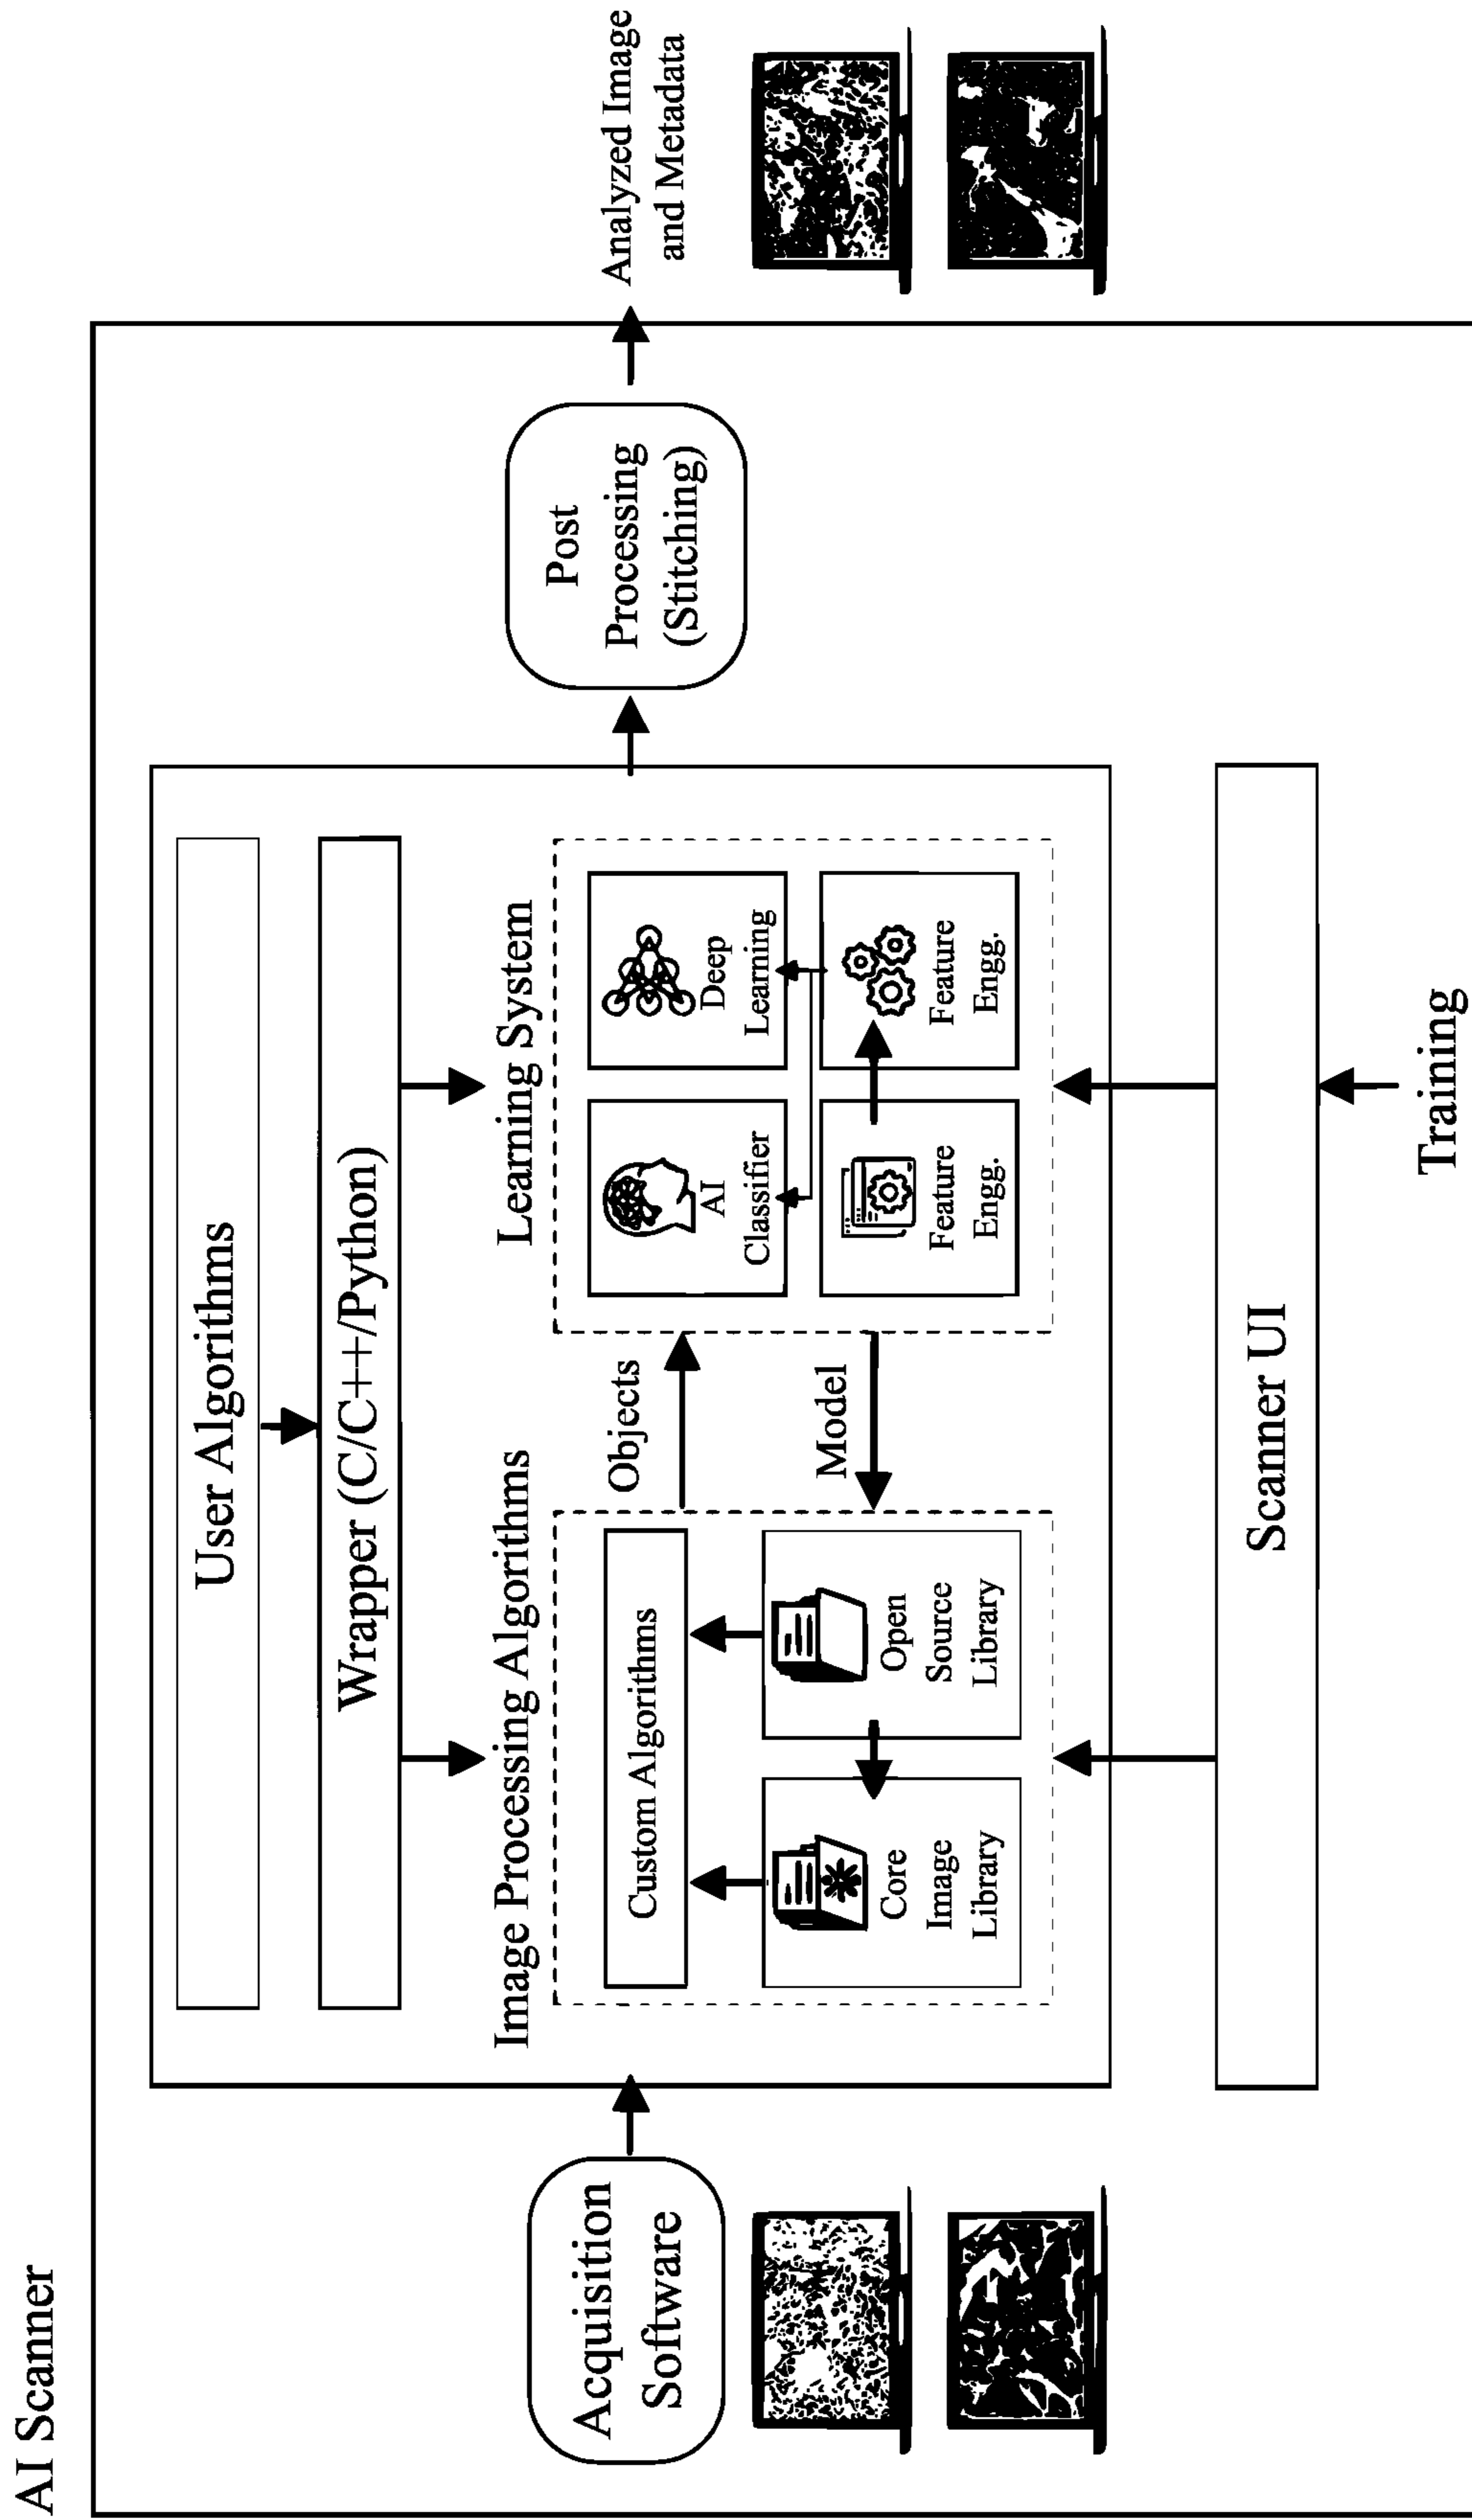 AI Scanner
User Algorithms
Wrapper (C/C++/Python)
Image Processing Algorithms
Learning System
Acquisition
Software
Custom Algorithms
Core
Image
Library
Open
Source
Library
Objects
Model
AI
Classifier
Deep
Learning
Feature
Engg.
Feature
Engg.
Post
Processing
(Stitching)
Analyzed Image
and Metadata
Scanner UI
Training